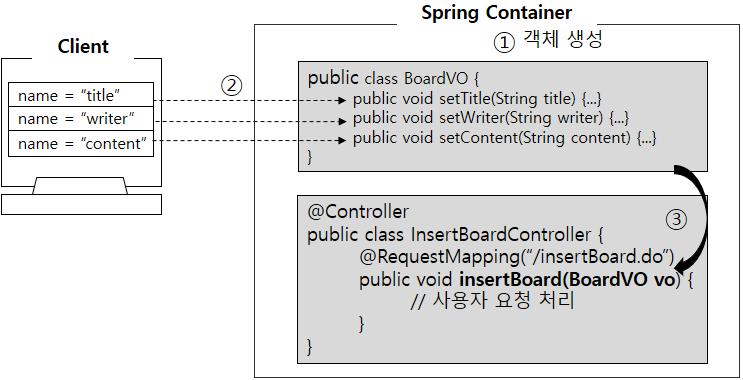 Spring Container
Client
① 객체 생성
②
name = “title”
name = “writer”
name = “content”
public class BoardVO {
public void setTitle(String title) {...}
public void setWriter(String writer) {...}
public void setContent(String content) {...}
}
③
@Controller
public class InsertBoardController {
@RequestMapping(“/insertBoard.do”)
public void insertBoard(BoardVO vo) {
// 사용자 요청 처리
}
}